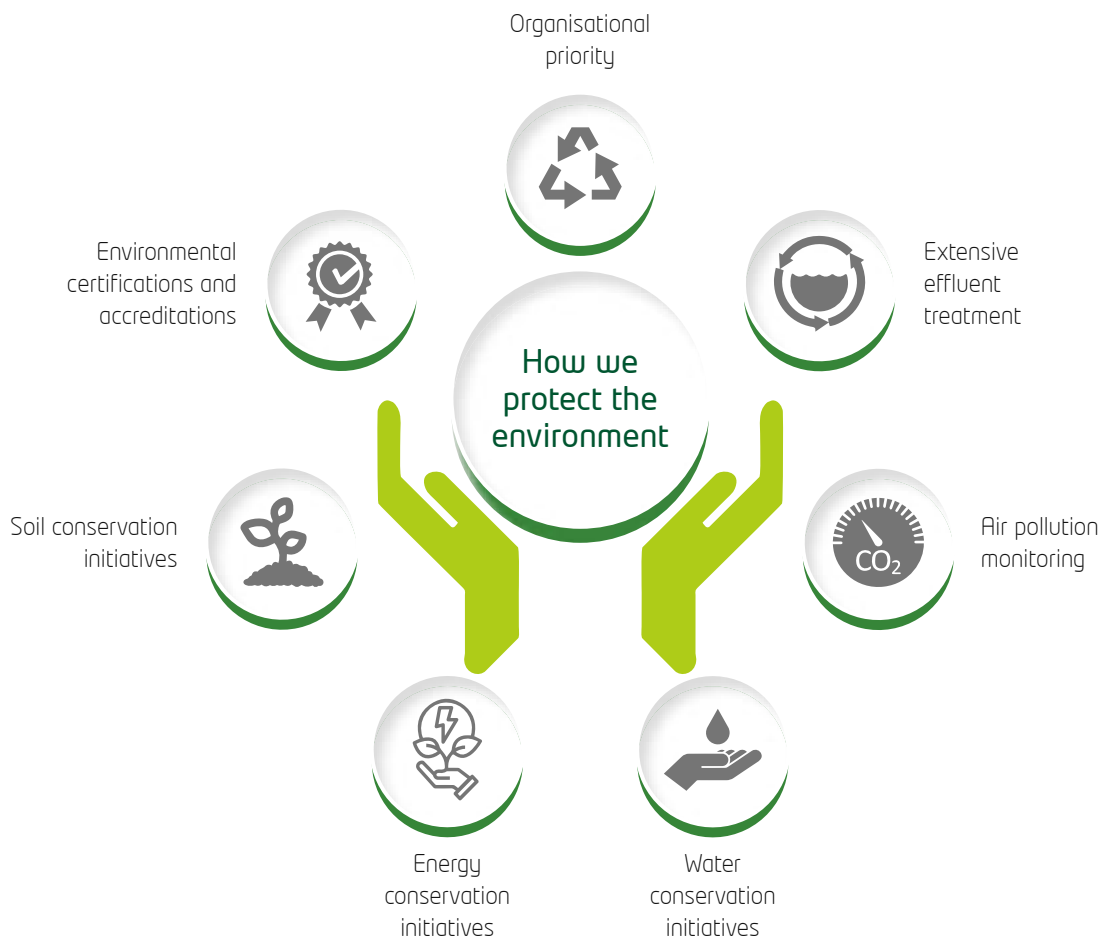 Organisational
priority
Environmental
certifications and
accreditations
Extensive
effluent
treatment
How we
protect the
environment
Soil conservation
initiatives
CO₂
Air pollution
monitoring
Energy
conservation
initiatives
Water
conservation
initiatives